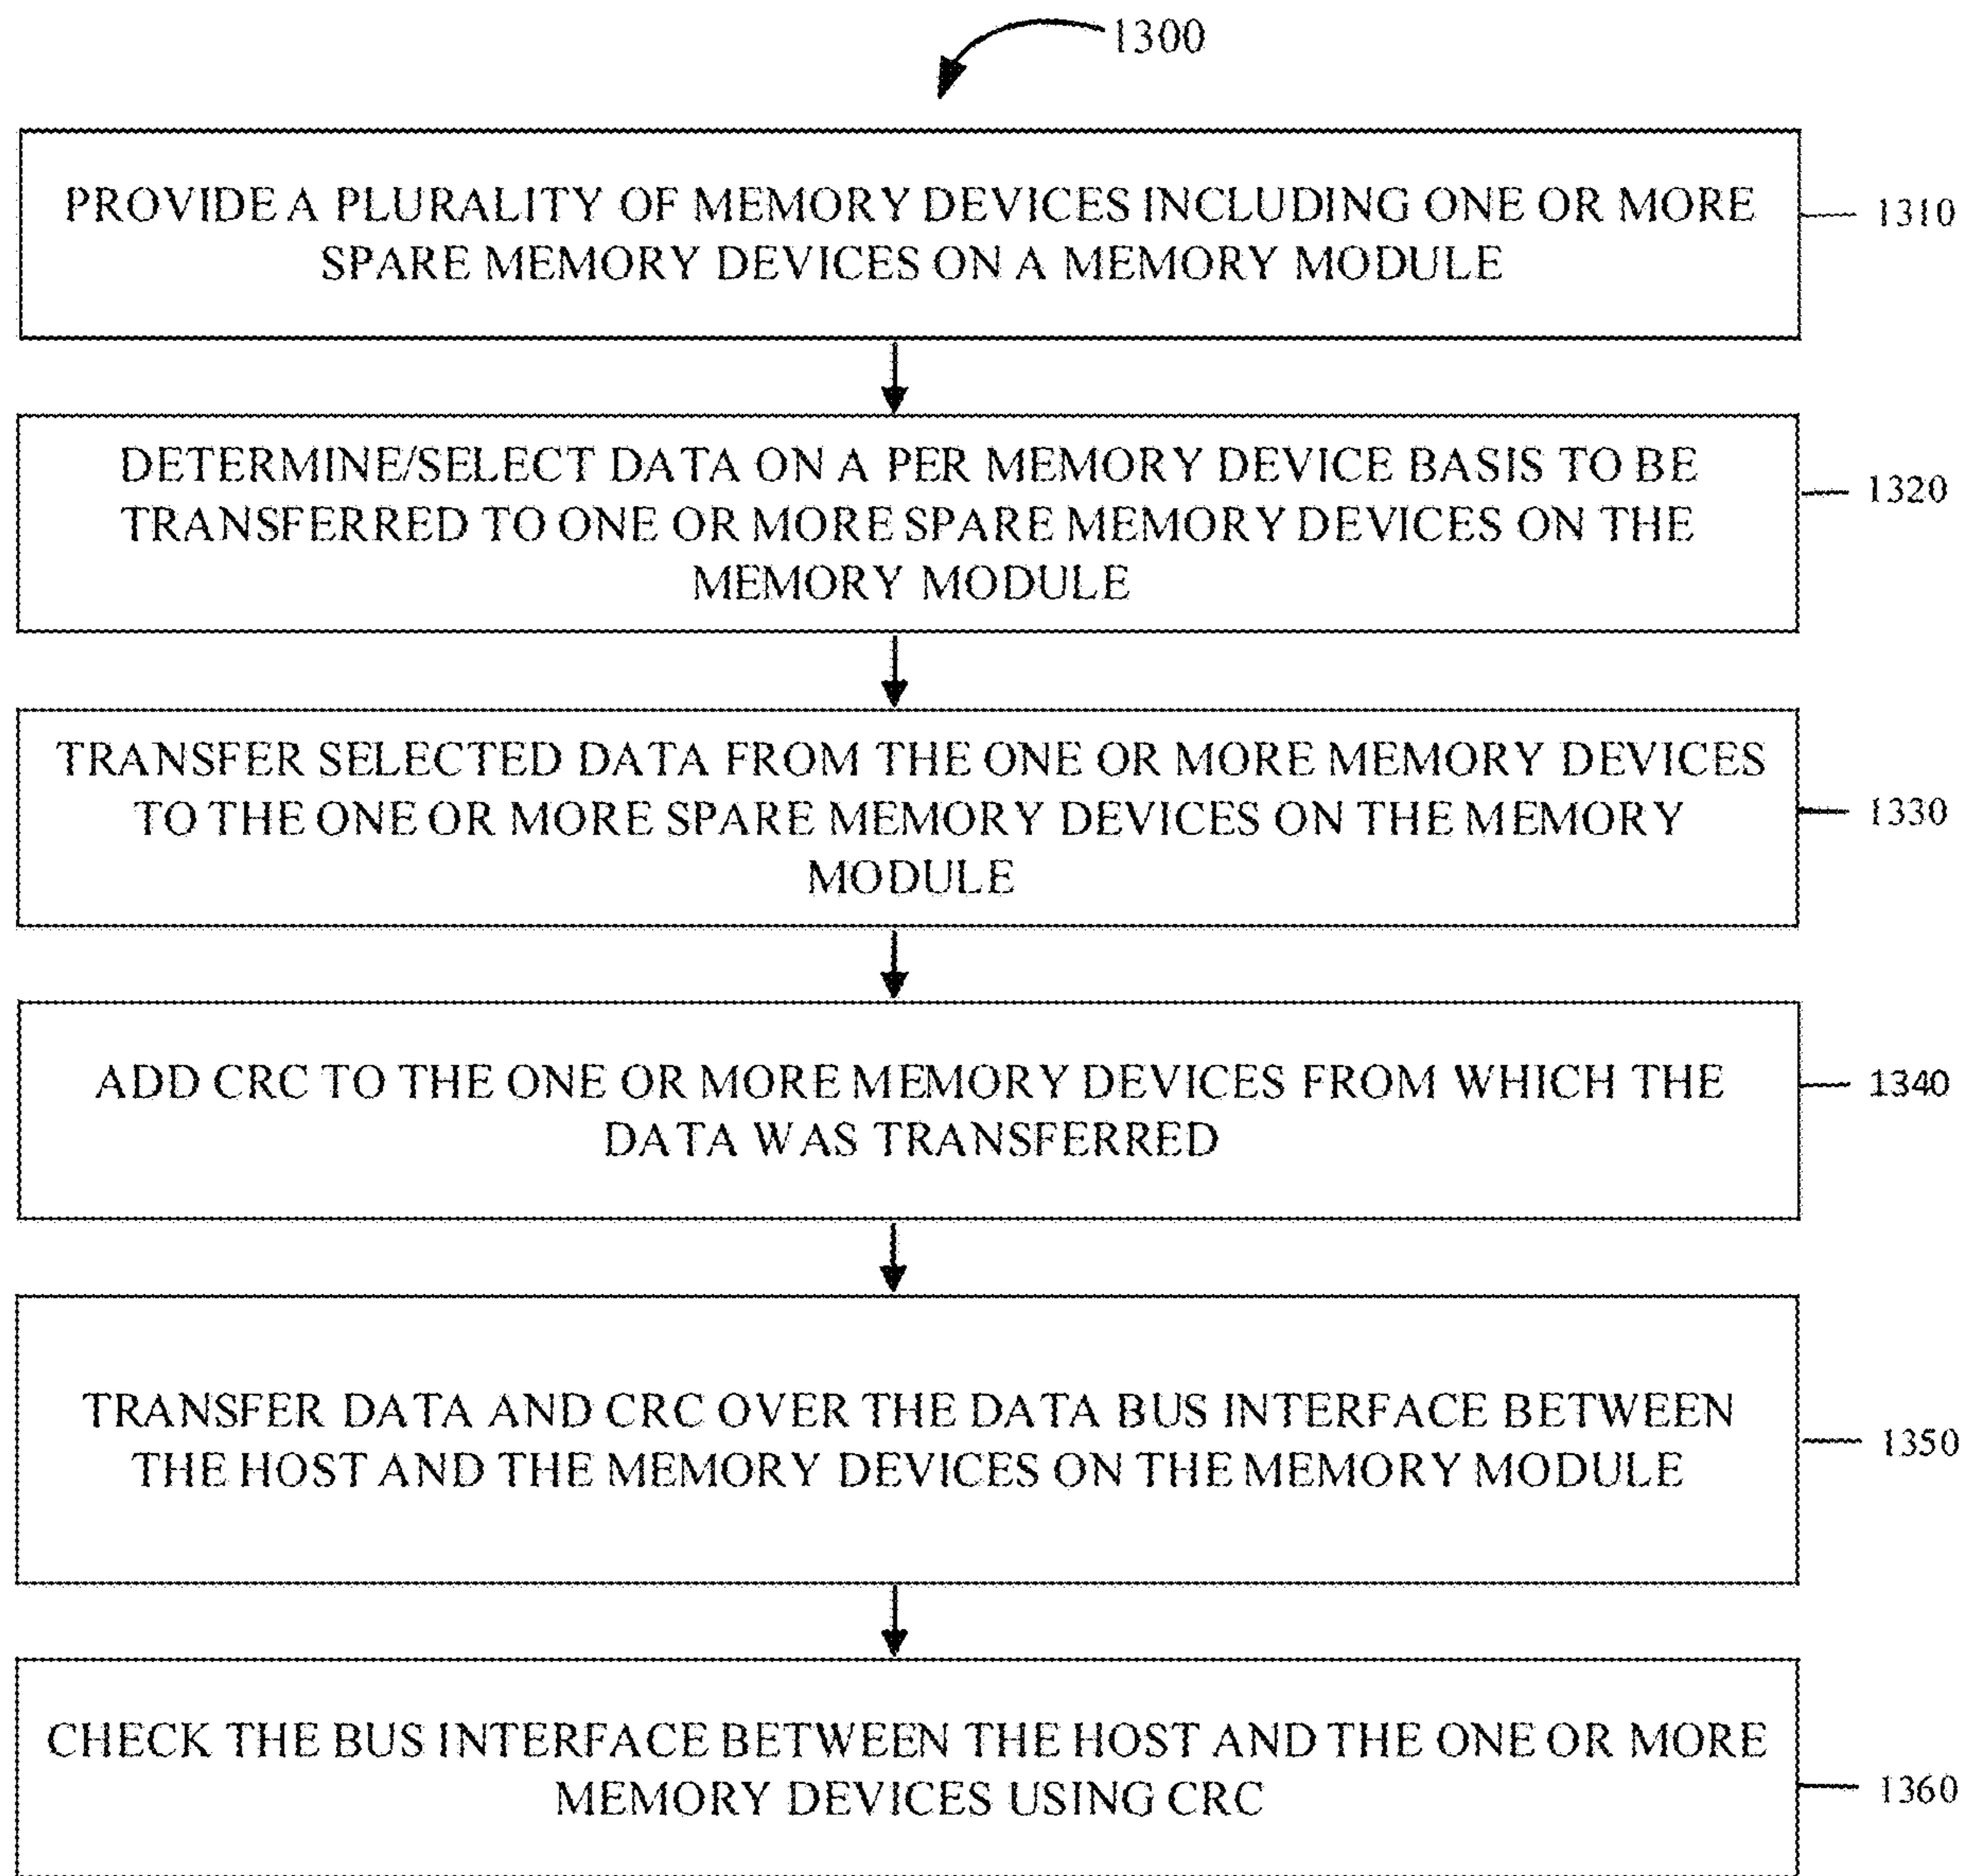 1300
PROVIDE A PLURALITY OF MEMORY DEVICES INCLUDING ONE OR MORE
SPARE MEMORY DEVICES ON A MEMORY MODULE
1310
DETERMINE/SELECT DATA ON A PER MEMORY DEVICE BASIS TO BE
TRANSFERRED TO ONE OR MORE SPARE MEMORY DEVICES ON THE
MEMORY MODULE
1320
TRANSFER SELECTED DATA FROM THE ONE OR MORE MEMORY DEVICES
TO THE ONE OR MORE SPARE MEMORY DEVICES ON THE MEMORY
MODULE
1330
ADD CRC TO THE ONE OR MORE MEMORY DEVICES FROM WHICH THE
DATA WAS TRANSFERRED
1340
TRANSFER DATA AND CRC OVER THE DATA BUS INTERFACE BETWEEN
THE HOST AND THE MEMORY DEVICES ON THE MEMORY MODULE
1350
CHECK THE BUS INTERFACE BETWEEN THE HOST AND THE ONE OR MORE
MEMORY DEVICES USING CRC
1360